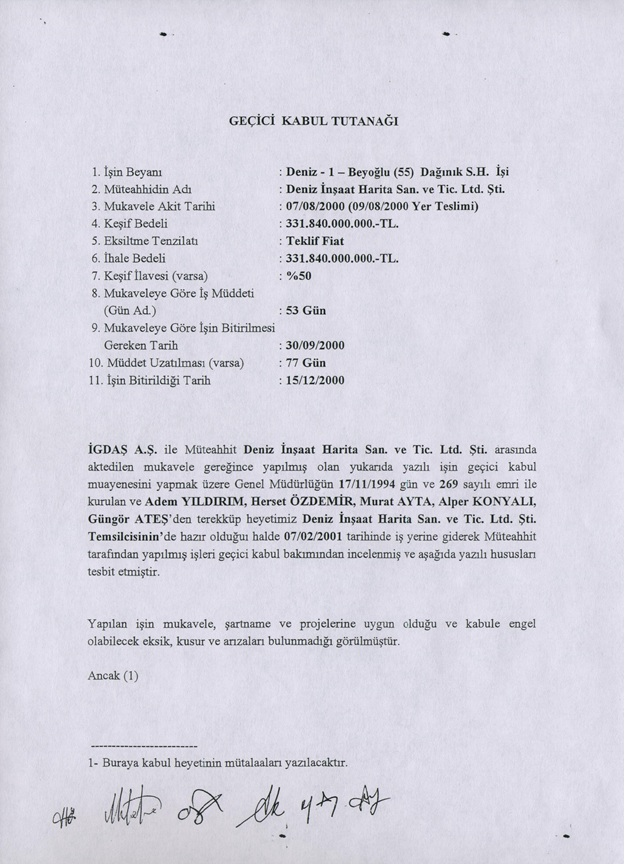 GEÇİCİ KABUL TUTANAĞI
1. İşin Beyanı : Deniz - 1 – Beyoğlu (55) Dağınık S.H. İşi
2. Müteahhidin Adı : Deniz İnşaat Harita San. ve Tic. Ltd. Şti.
3. Mukavele Akit Tarihi : 07/08/2000 (09/08/2000 Yer Teslimi)
4. Keşif Bedeli : 331.840.000.000.-TL.
5. Eksiltme Tenzilatı : Teklif Fiat
6. İhale Bedeli : 331.840.000.000.-TL.
7. Keşif İlavesi (varsa) : %50
8. Mukaveleye Göre İş Müddeti
(Gün Ad.) : 53 Gün
9. Mukaveleye Göre İşin Bitirilmesi
Gereken Tarih : 30/09/2000
10. Müddet Uzatılması (varsa) : 77 Gün
11. İşin Bitirildiği Tarih : 15/12/2000
İGDAŞ A.Ş. ile Müteahhit Deniz İnşaat Harita San. ve Tic. Ltd. Şti. arasında
aktedilen mukavele gereğince yapılmış olan yukarıda yazılı işin geçici kabul
muayenesini yapmak üzere Genel Müdürlüğün 17/11/1994 gün ve 269 sayılı emri ile
kurulan ve Adem YILDIRIM, Herset ÖZDEMİR, Murat AYTA, Alper KONYALI,
Güngör ATEŞ'den terekküp heyetimiz Deniz İnşaat Harita San. ve Tic. Ltd. Şti.
Temsilcisinin'de hazır olduğuı halde 07/02/2001 tarihinde iş yerine giderek Müteahhit
tarafından yapılmış işleri geçici kabul bakımından incelenmiş ve aşağıda yazılı hususları
tesbit etmiştir.
Yapılan işin mukavele, şartname ve projelerine uygun olduğu ve kabule engel
olabilecek eksik, kusur ve arızaları bulunmadığı görülmüştür.
Ancak (1)
1- Buraya kabul heyetinin mütalaaları yazılacaktır.